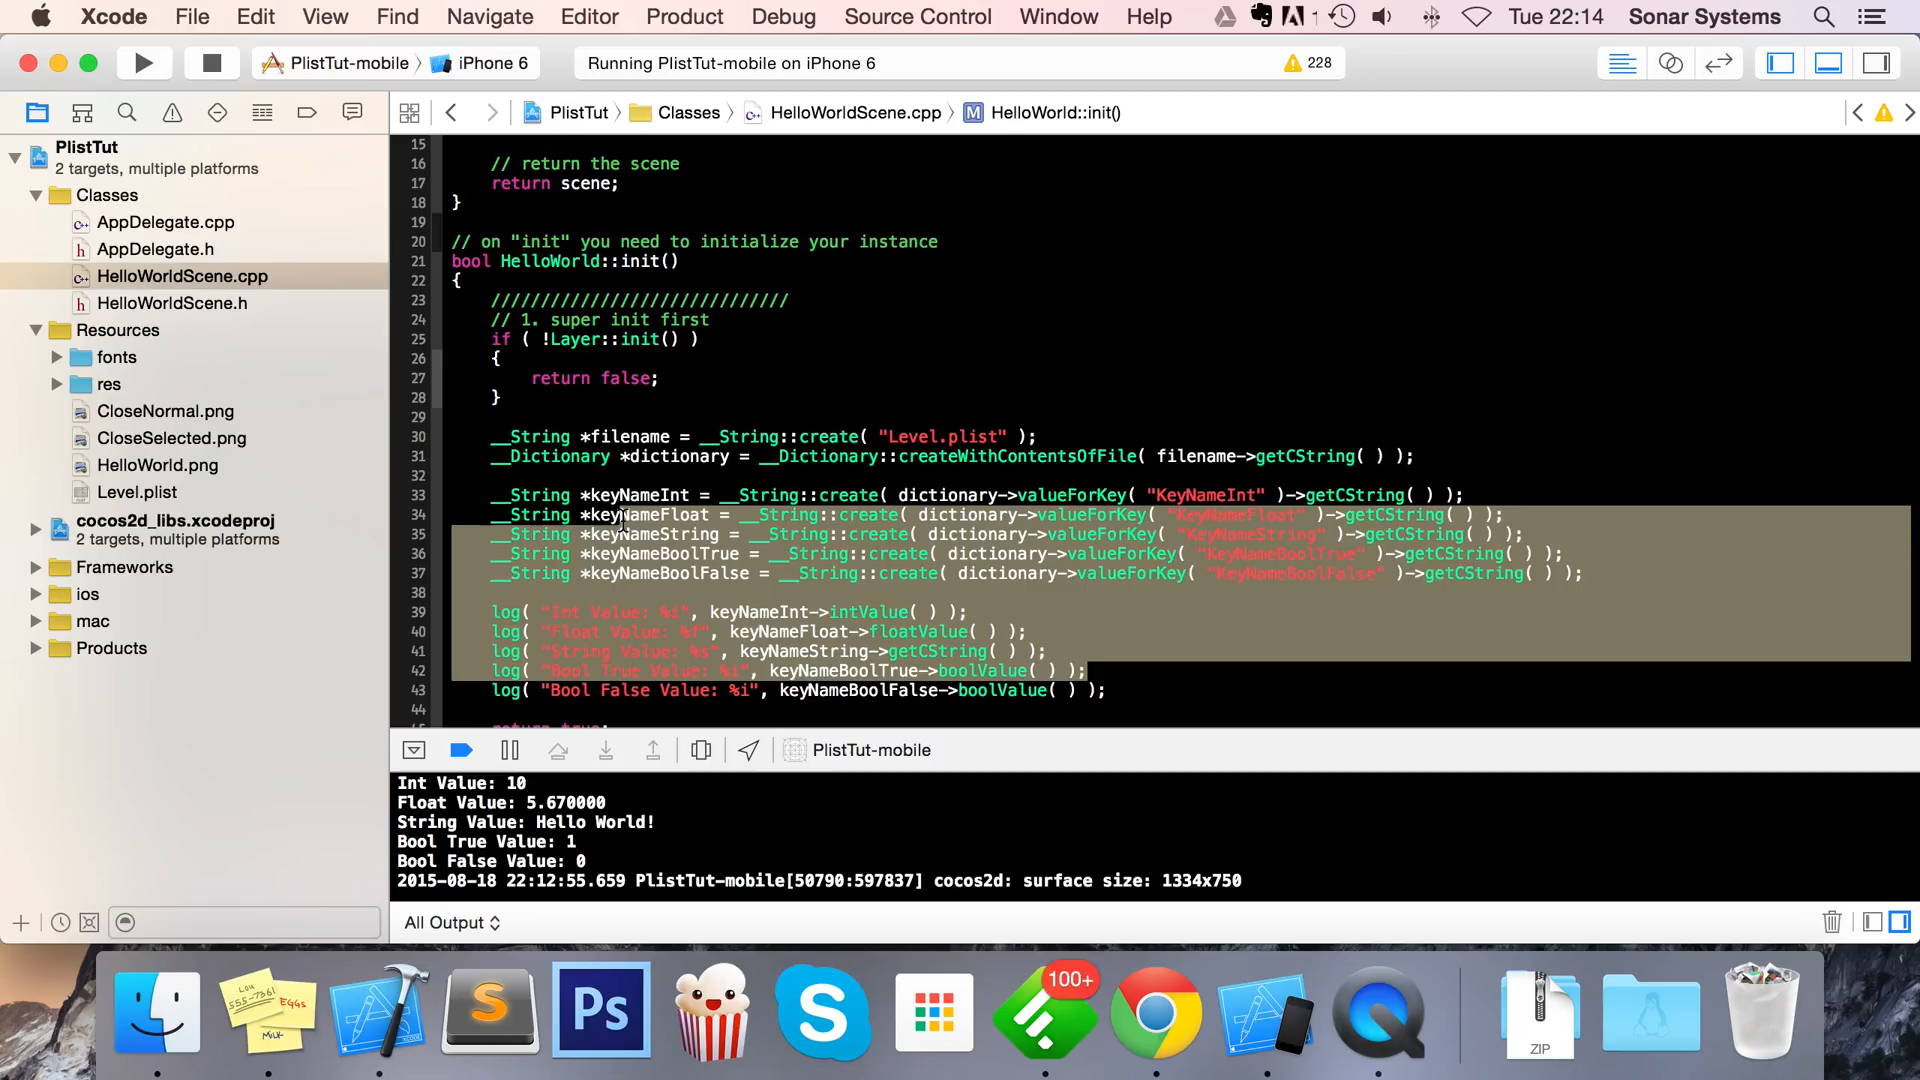 Xcode File Edit View Find Navigate Editor Product Debug Source Control Window Help 1 Tue 22:14 Sonar Systems
PlistTut-mobile iPhone 6 Running PlistTut-mobile on iPhone 6 228
PlistTut Classes HelloWorldScene.cpp M HelloWorld::init()
PlistTut
2 targets, multiple platforms
Classes
AppDelegate.cpp
AppDelegate.h
HelloWorldScene.cpp
HelloWorldScene.h
Resources
fonts
res
CloseNormal.png
CloseSelected.png
HelloWorld.png
Level.plist
cocos2d_libs.xcodeproj
2 targets, multiple platforms
Frameworks
ios
mac
Products
15
16 // return the scene
17 return scene;
18 }
19
20 // on "init" you need to initialize your instance
21 bool HelloWorld::init()
22 {
23 //////////////////////////////
24 // 1. super init first
25 if ( !Layer::init() )
26 {
27 return false;
28 }
29
30 __String *filename = __String::create( "Level.plist" );
31 __Dictionary *dictionary = __Dictionary::createWithContentsOfFile( filename->getCString( ) );
32
33 __String *keyNameInt = __String::create( dictionary->valueForKey( "KeyNameInt" )->getCString( ) );
34 __String *keyNameFloat = __String::create( dictionary->valueForKey( "KeyNameFloat" )->getCString( ) );
35 __String *keyNameString = __String::create( dictionary->valueForKey( "KeyNameString" )->getCString( ) );
36 __String *keyNameBoolTrue = __String::create( dictionary->valueForKey( "KeyNameBoolTrue" )->getCString( ) );
37 __String *keyNameBoolFalse = __String::create( dictionary->valueForKey( "KeyNameBoolFalse" )->getCString( ) );
38
39 log( "Int Value: %i", keyNameInt->intValue( ) );
40 log( "Float Value: %f", keyNameFloat->floatValue( ) );
41 log( "String Value: %s", keyNameString->getCString( ) );
42 log( "Bool True Value: %i", keyNameBoolTrue->boolValue( ) );
43 log( "Bool False Value: %i", keyNameBoolFalse->boolValue( ) );
44
return true;
PlistTut-mobile
Int Value: 10
Float Value: 5.670000
String Value: Hello World!
Bool True Value: 1
Bool False Value: 0
2015-08-18 22:12:55.659 PlistTut-mobile[50790:597837] cocos2d: surface size: 1334x750
All Output
Lou
555-7361
EGGS
Milk
S
Ps
S
100+
ZIP